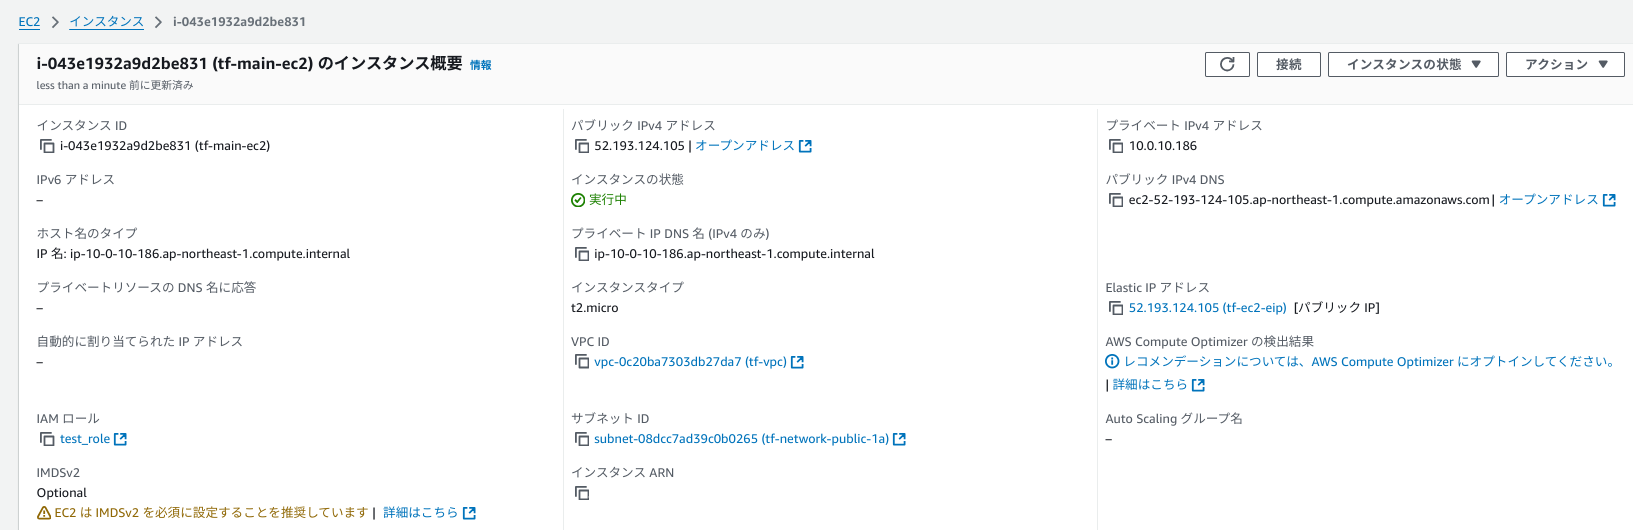 EC2 > インスタンス > i-043e1932a9d2be831
i-043e1932a9d2be831 (tf-main-ec2) のインスタンス概要 情報
less than a minute 前に更新済み
接続
インスタンスの状態 ▼
アクション ▼
インスタンス ID
i-043e1932a9d2be831 (tf-main-ec2)
パブリック IPv4 アドレス
52.193.124.105 | オープンアドレス
プライベート IPv4 アドレス
10.0.10.186
IPv6 アドレス
–
インスタンスの状態
実行中
パブリック IPv4 DNS
ec2-52-193-124-105.ap-northeast-1.compute.amazonaws.com | オープンアドレス
ホスト名のタイプ
IP 名: ip-10-0-10-186.ap-northeast-1.compute.internal
プライベート IP DNS 名 (IPv4 のみ)
ip-10-0-10-186.ap-northeast-1.compute.internal
プライベートリソースの DNS 名に応答
–
インスタンスタイプ
t2.micro
Elastic IP アドレス
52.193.124.105 (tf-ec2-eip) [パブリック IP]
自動的に割り当てられた IP アドレス
–
VPC ID
vpc-0c20ba7303db27da7 (tf-vpc)
AWS Compute Optimizer の検出結果
レコメンデーションについては、AWS Compute Optimizer にオプトインしてください。
| 詳細はこちら
IAM ロール
test_role
サブネット ID
subnet-08dcc7ad39c0b0265 (tf-network-public-1a)
Auto Scaling グループ名
–
IMDSv2
Optional
EC2 は IMDSv2 を必須に設定することを推奨しています | 詳細はこちら
インスタンス ARN